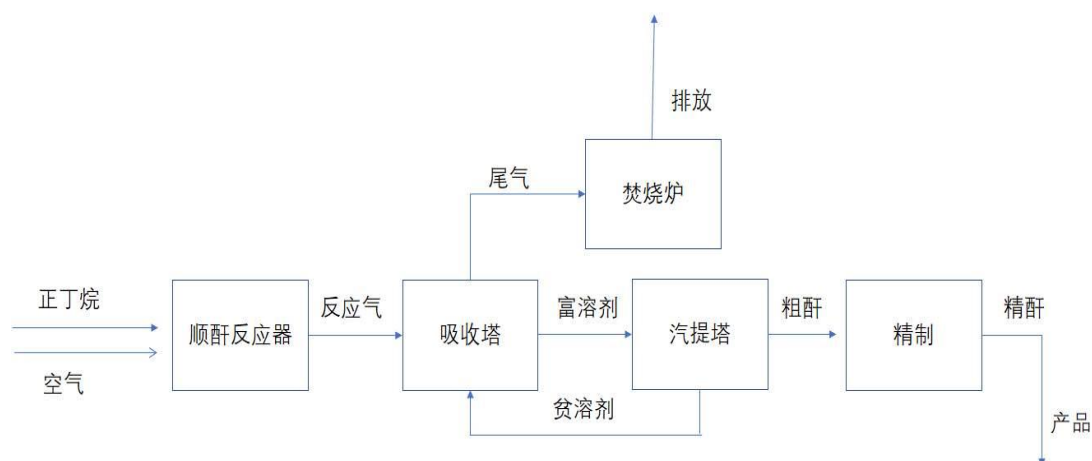 排放
尾气
焚烧炉
正丁烷
空气
顺酐反应器
反应气
吸收塔
富溶剂
贫溶剂
汽提塔
粗酐
精制
精酐
产品